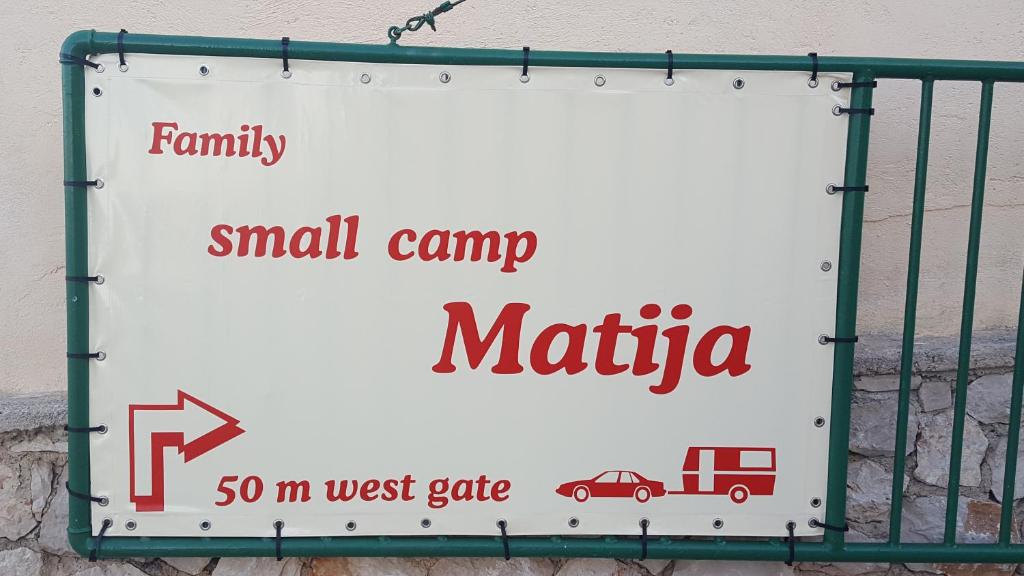 Family
small camp
Matija
50 m west gate